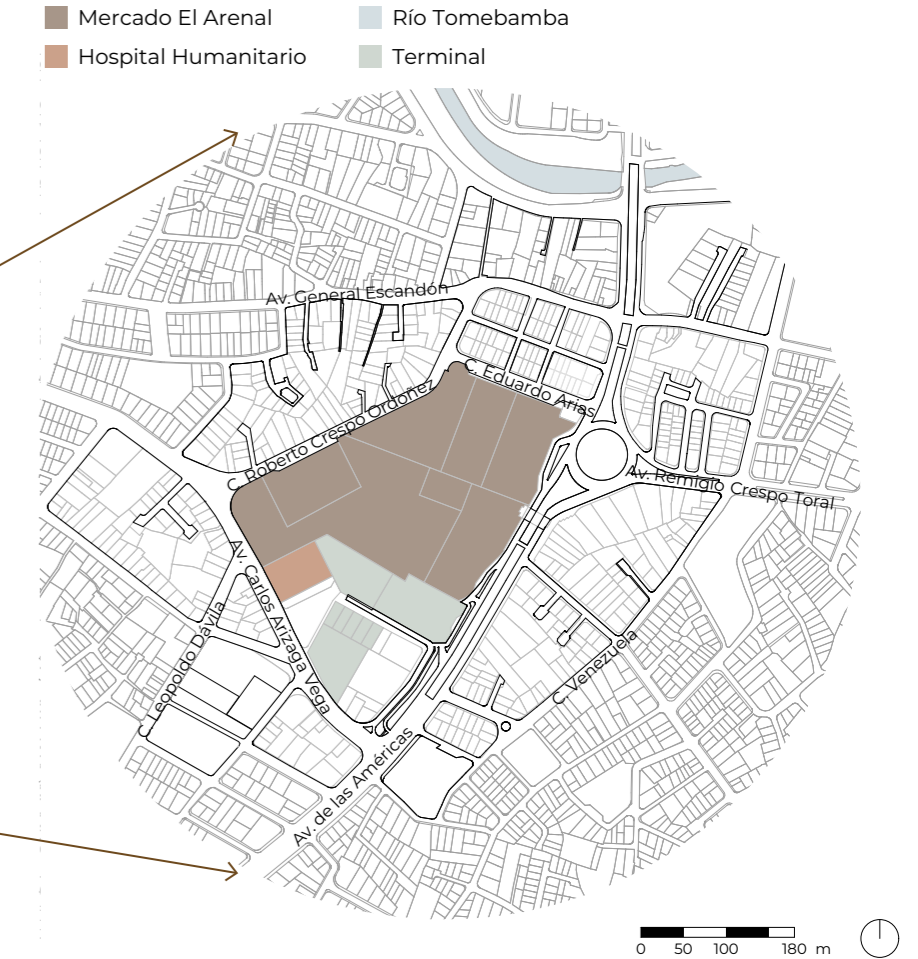 Mercado El Arenal
Río Tomebamba
Hospital Humanitario
Terminal
Av. General Escandón
C. Eduardo Arias
C. Roberto Crespo Ordoñez
Av. Remigio Crespo Toral
Av. Carlos Arizaga Vega
C. Leopoldo Dávila
C. Venezuela
Av. de las Américas
0 50 100 180 m